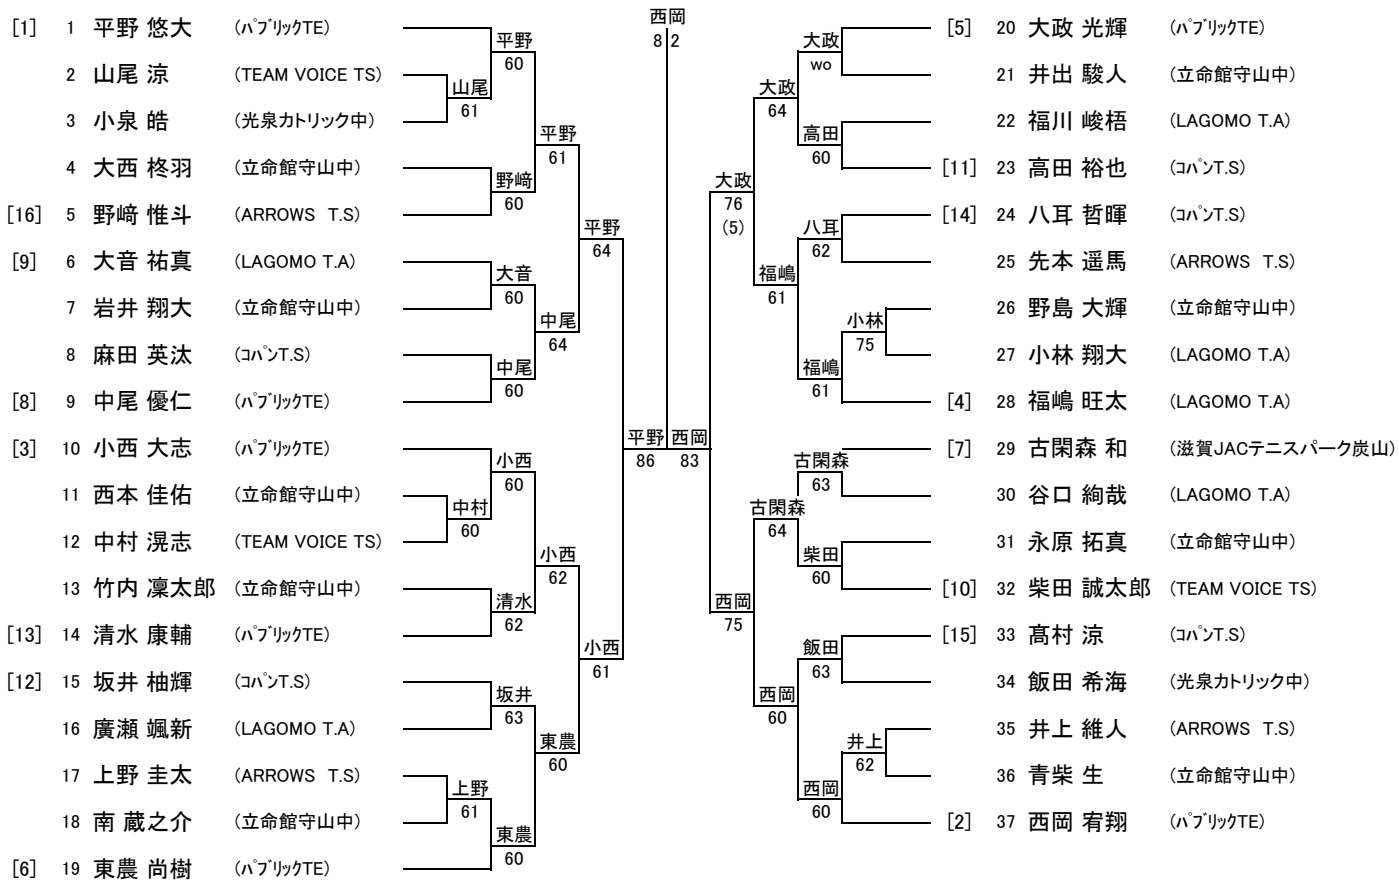 西岡
8 2
[1] 1 平野 悠大 (パブリックTE)
2 山尾 涼 (TEAM VOICE TS)
3 小泉 皓 (光泉カトリック中)
4 大西 柊羽 (立命館守山中)
[16] 5 野﨑 惟斗 (ARROWS T.S)
[9] 6 大音 祐真 (LAGOMO T.A)
7 岩井 翔大 (立命館守山中)
8 麻田 英汰 (コパンT.S)
[8] 9 中尾 優仁 (パブリックTE)
[3] 10 小西 大志 (パブリックTE)
11 西本 佳佑 (立命館守山中)
12 中村 滉志 (TEAM VOICE TS)
13 竹内 凜太郎 (立命館守山中)
[13] 14 清水 康輔 (パブリックTE)
[12] 15 坂井 柚輝 (コパンT.S)
16 廣瀬 颯新 (LAGOMO T.A)
17 上野 圭太 (ARROWS T.S)
18 南 蔵之介 (立命館守山中)
[6] 19 東農 尚樹 (パブリックTE)
山尾
61
中村
60
上野
61
平野
60
野﨑
60
大音
60
中尾
60
小西
60
清水
62
坂井
63
東農
60
平野
61
中尾
64
小西
62
東農
60
平野
64
小西
61
平野
86
西岡
83
大政
76
(5)
西岡
75
大政
64
福嶋
61
古閑森
64
西岡
60
大政
wo
高田
60
八耳
62
福嶋
61
古閑森
63
柴田
60
飯田
63
西岡
60
小林
75
井上
62
[5] 20 大政 光輝 (パブリックTE)
21 井出 駿人 (立命館守山中)
22 福川 峻梧 (LAGOMO T.A)
[11] 23 高田 裕也 (コパンT.S)
[14] 24 八耳 哲暉 (コパンT.S)
25 先本 遥馬 (ARROWS T.S)
26 野島 大輝 (立命館守山中)
27 小林 翔大 (LAGOMO T.A)
[4] 28 福嶋 旺太 (LAGOMO T.A)
[7] 29 古閑森 和 (滋賀JACテニスパーク炭山)
30 谷口 絢哉 (LAGOMO T.A)
31 永原 拓真 (立命館守山中)
[10] 32 柴田 誠太郎 (TEAM VOICE TS)
[15] 33 髙村 涼 (コパンT.S)
34 飯田 希海 (光泉カトリック中)
35 井上 維人 (ARROWS T.S)
36 青柴 生 (立命館守山中)
[2] 37 西岡 宥翔 (パブリックTE)